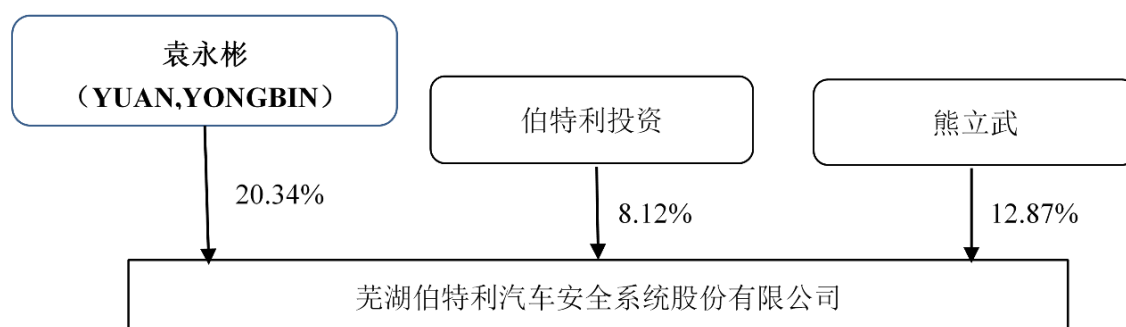 袁永彬
（YUAN,YONGBIN）
伯特利投资
熊立武
20.34%
8.12%
12.87%
芜湖伯特利汽车安全系统股份有限公司